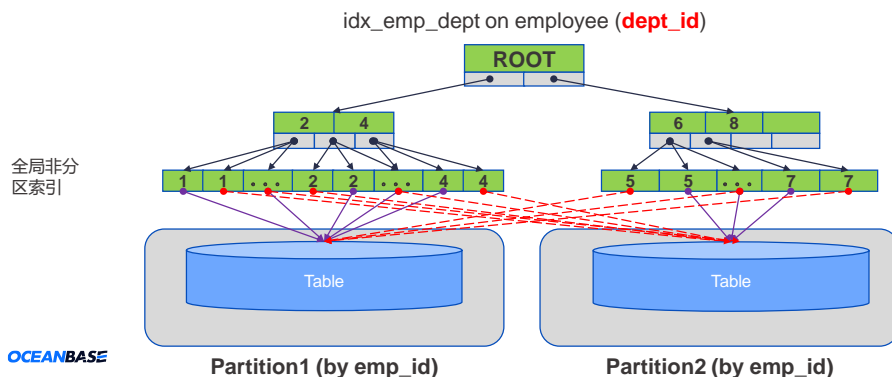 idx_emp_dept on employee (dept_id)
ROOT
2 4
6 8
全局非分
区索引
1 1 ... 2 2 ... 4 4
5 5 ... 7 7
Table
Table
OCEANBASE
Partition1 (by emp_id)
Partition2 (by emp_id)